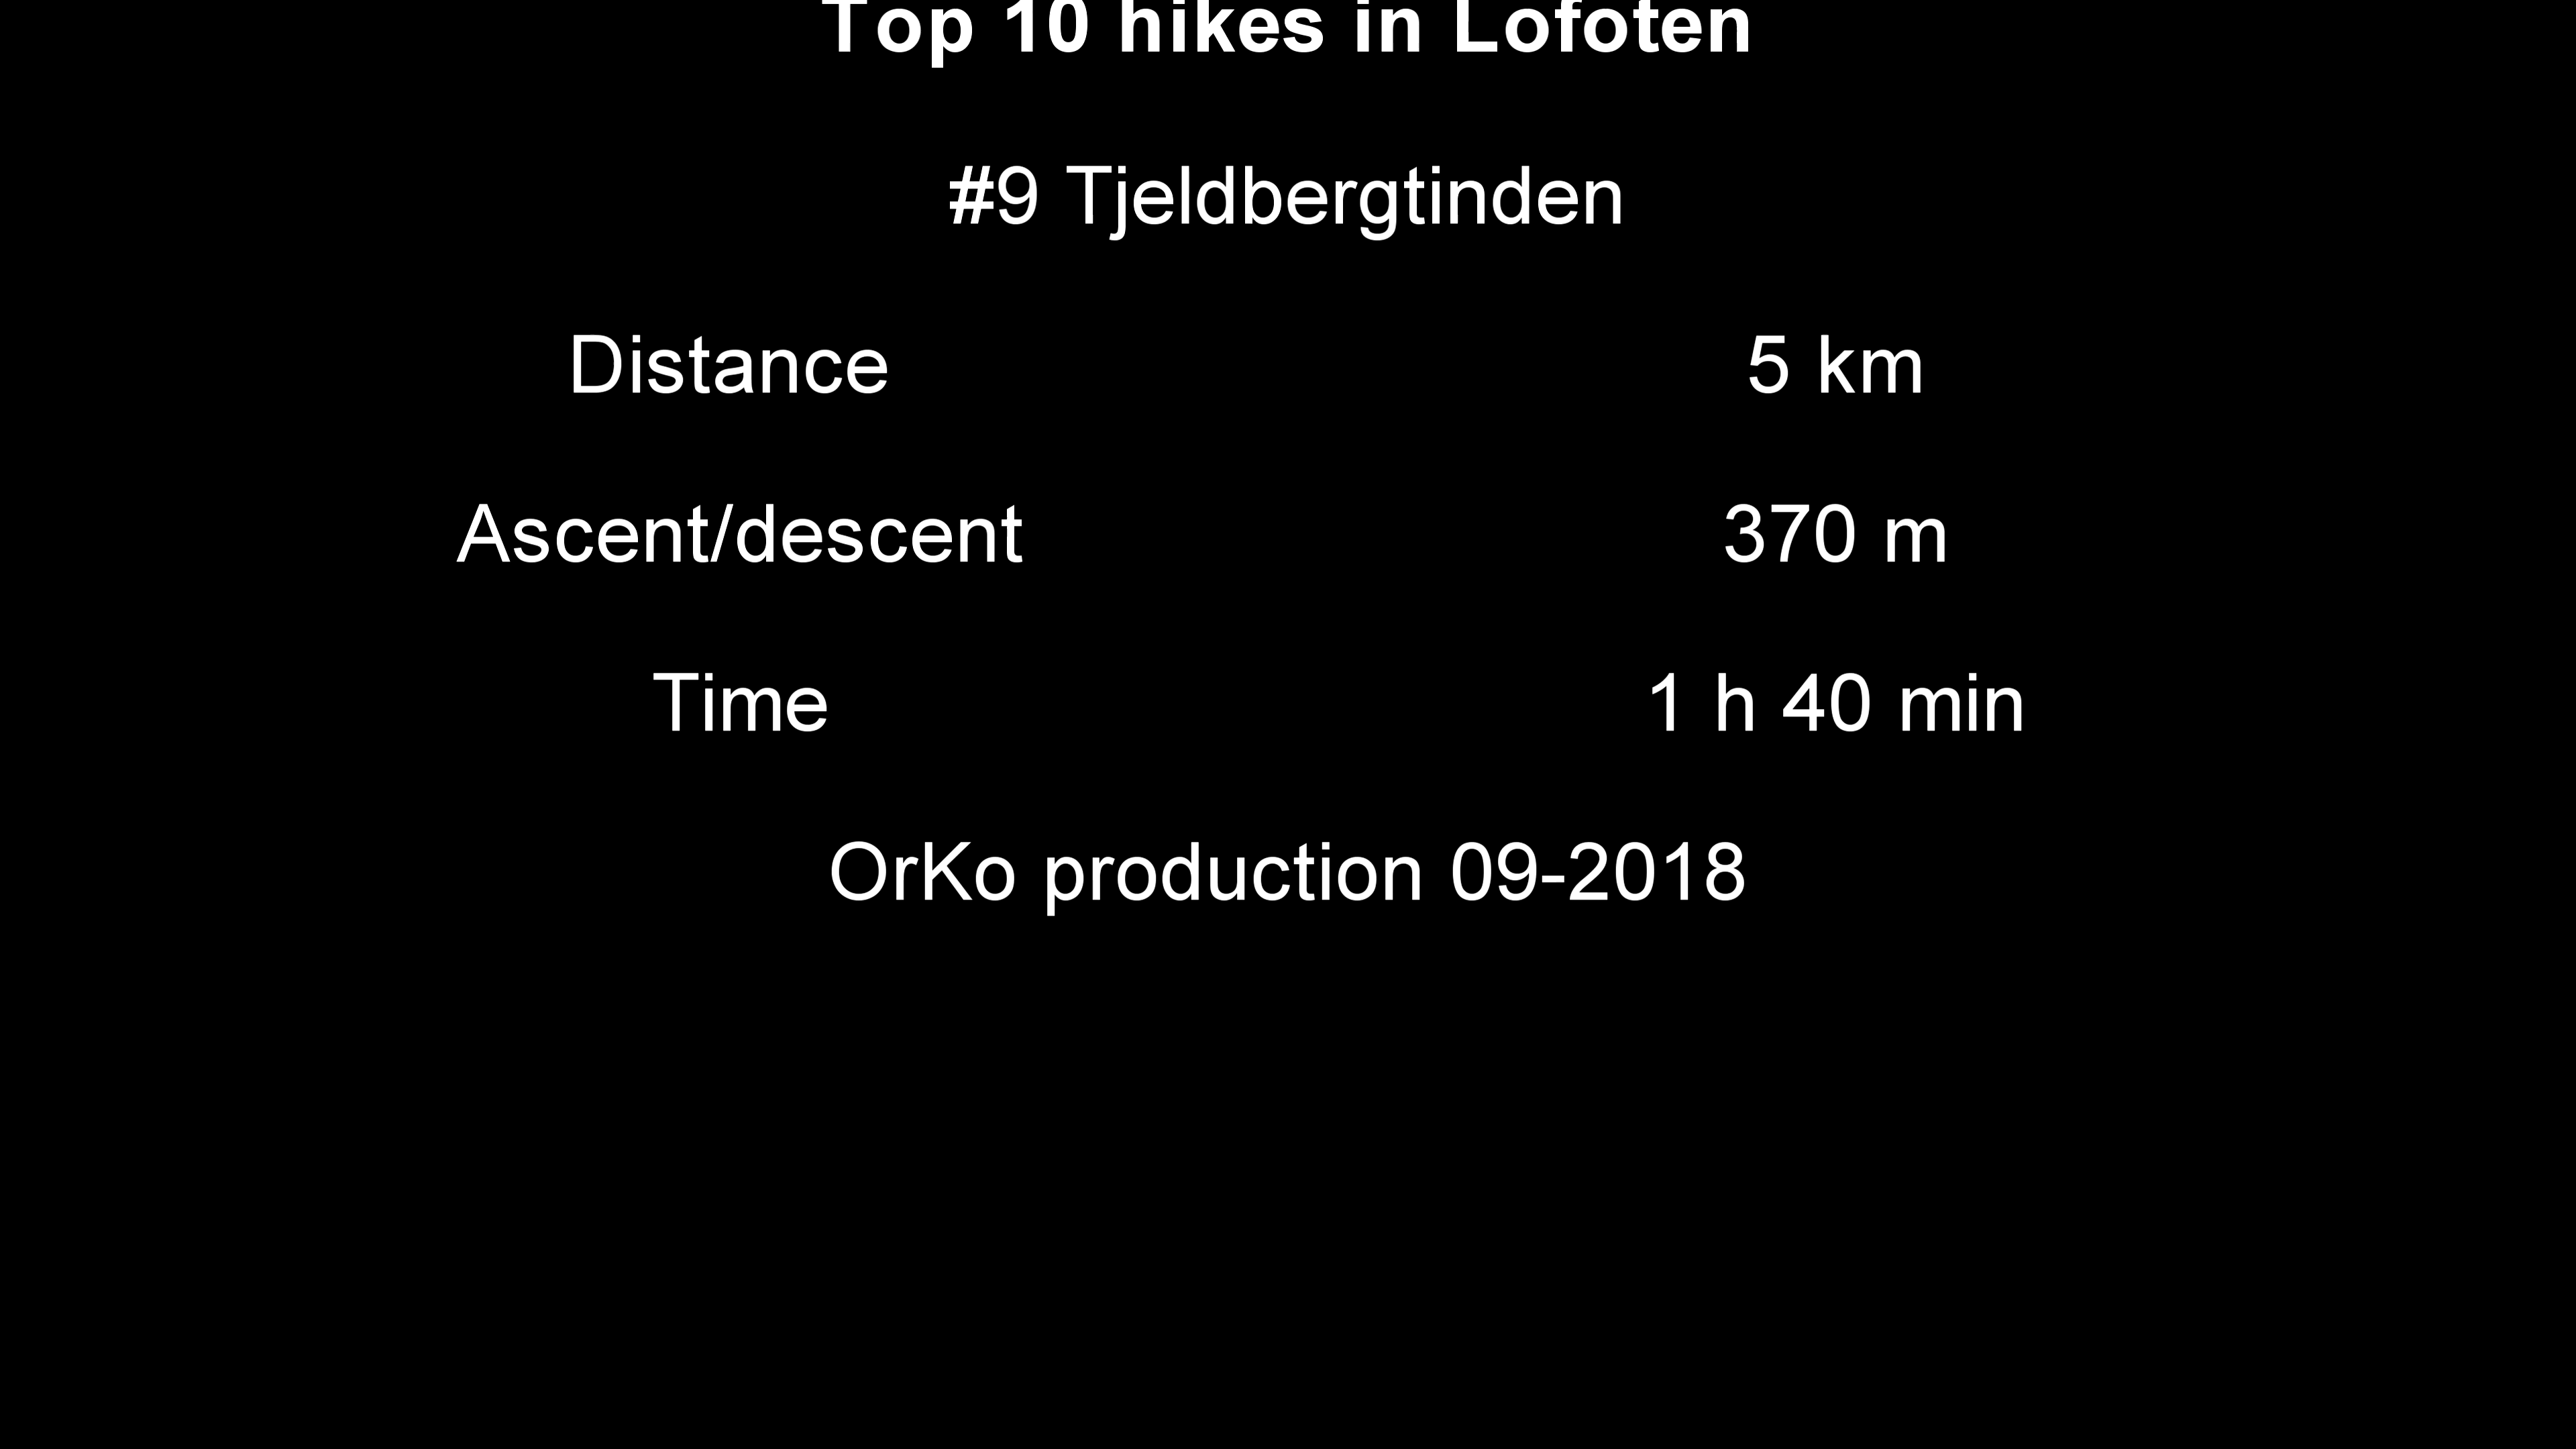 Top 10 hikes in Lofoten
#9 Tjeldbergtinden
Distance 5 km
Ascent/descent 370 m
Time 1 h 40 min
OrKo production 09-2018